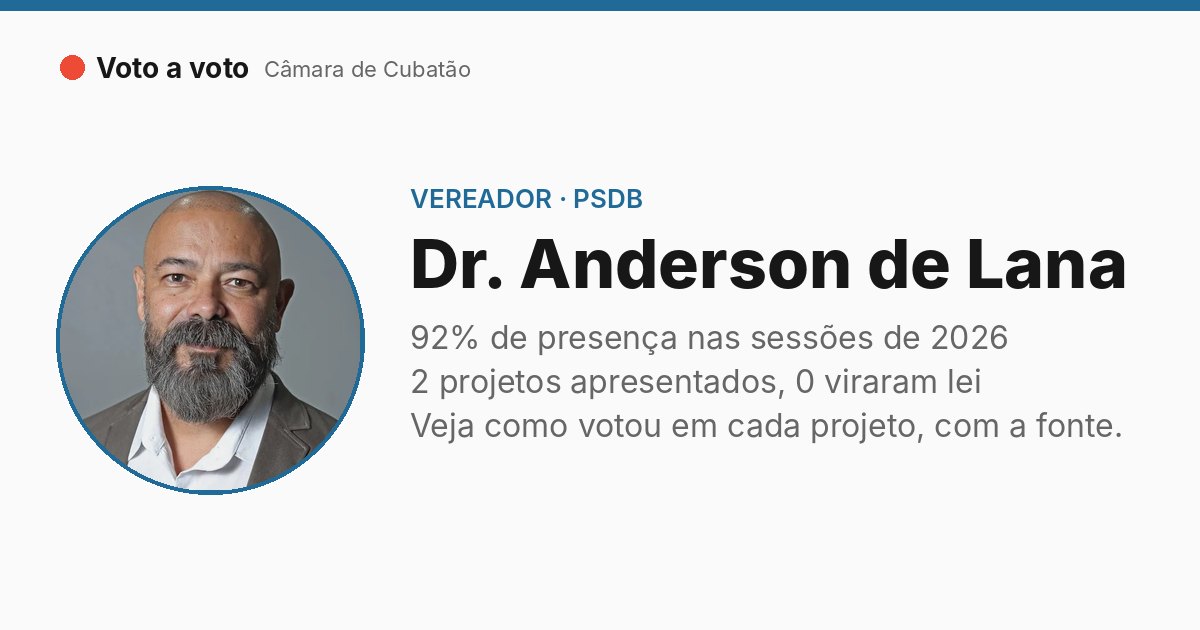 Voto a voto Câmara de Cubatão
VEREADOR · PSDB
Dr. Anderson de Lana
92% de presença nas sessões de 2026
2 projetos apresentados, 0 viraram lei
Veja como votou em cada projeto, com a fonte.